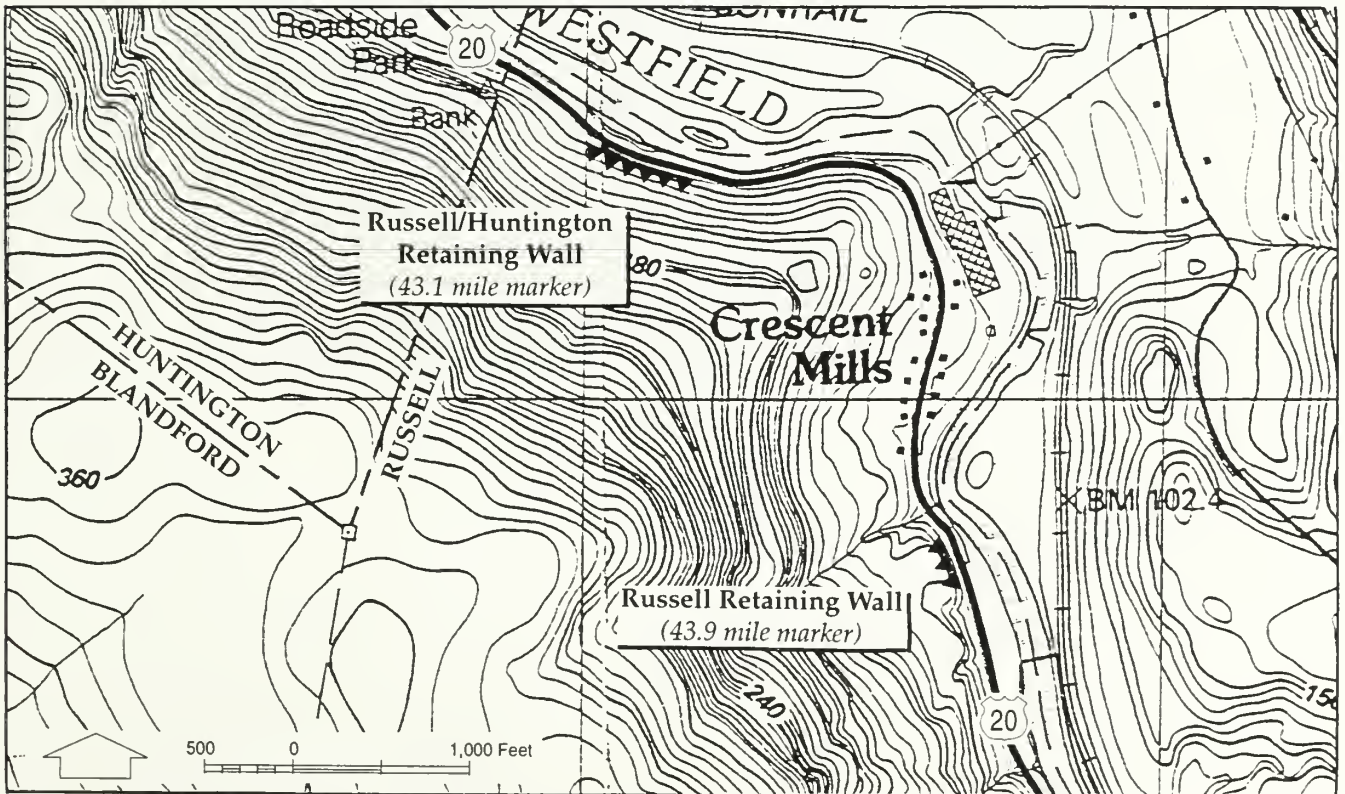 Roadside
Park
20
WESTFIELD
Bank
Russell/Huntington
Retaining Wall
(43.1 mile marker)
80
Crescent
Mills
HUNTINGTON
BLANDFORD
RUSSELL
360
BM 102.4
Russell Retaining Wall
(43.9 mile marker)
240
20
150
500 0 1,000 Feet